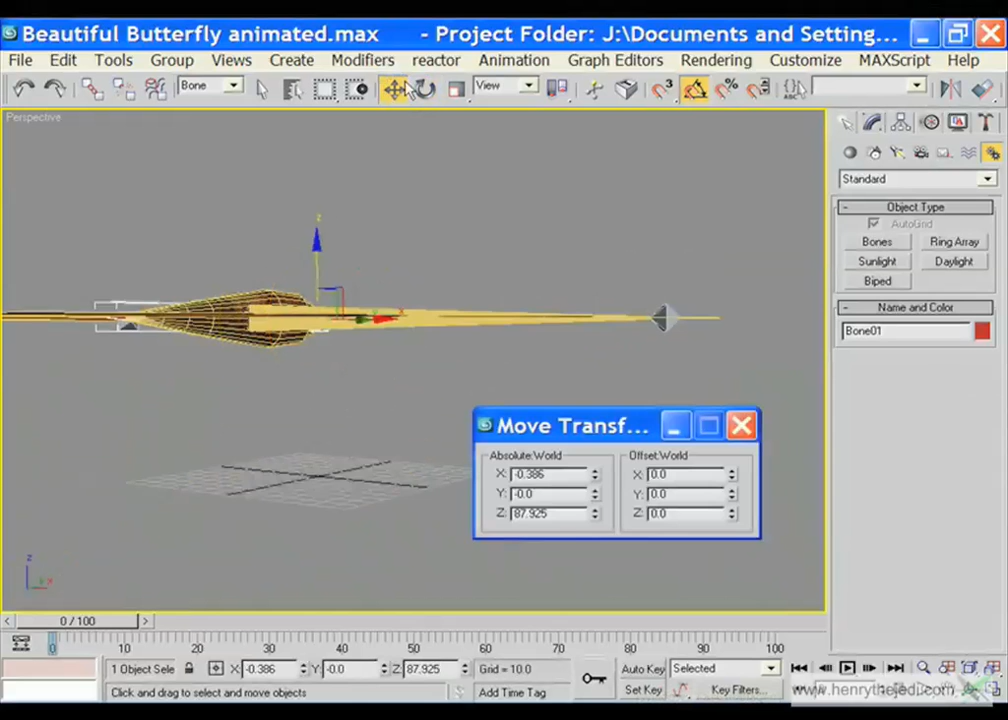 Beautiful Butterfly animated.max - Project Folder: J:\Documents and Setting...
File Edit Tools Group Views Create Modifiers reactor Animation Graph Editors Rendering Customize MAXScript Help
Bone View
Perspective
Standard
- Object Type
AutoGrid
Bones Ring Array
Sunlight Daylight
Biped
- Name and Color
Bone01
z
x
Move Transf...
Absolute:World Offset:World
X: -0.386 X: 0.0
Y: -0.0 Y: 0.0
Z: 87.925 Z: 0.0
z
x
< 0 / 100 >
0 10 20 30 40 50 60 70 80 90 100
1 Object Sele X: -0.386 Y: -0.0 Z: 87.925 Grid = 10.0 Auto Key Selected
Click and drag to select and move objects Add Time Tag Set Key Key Filters...
www.henrythejedi.com